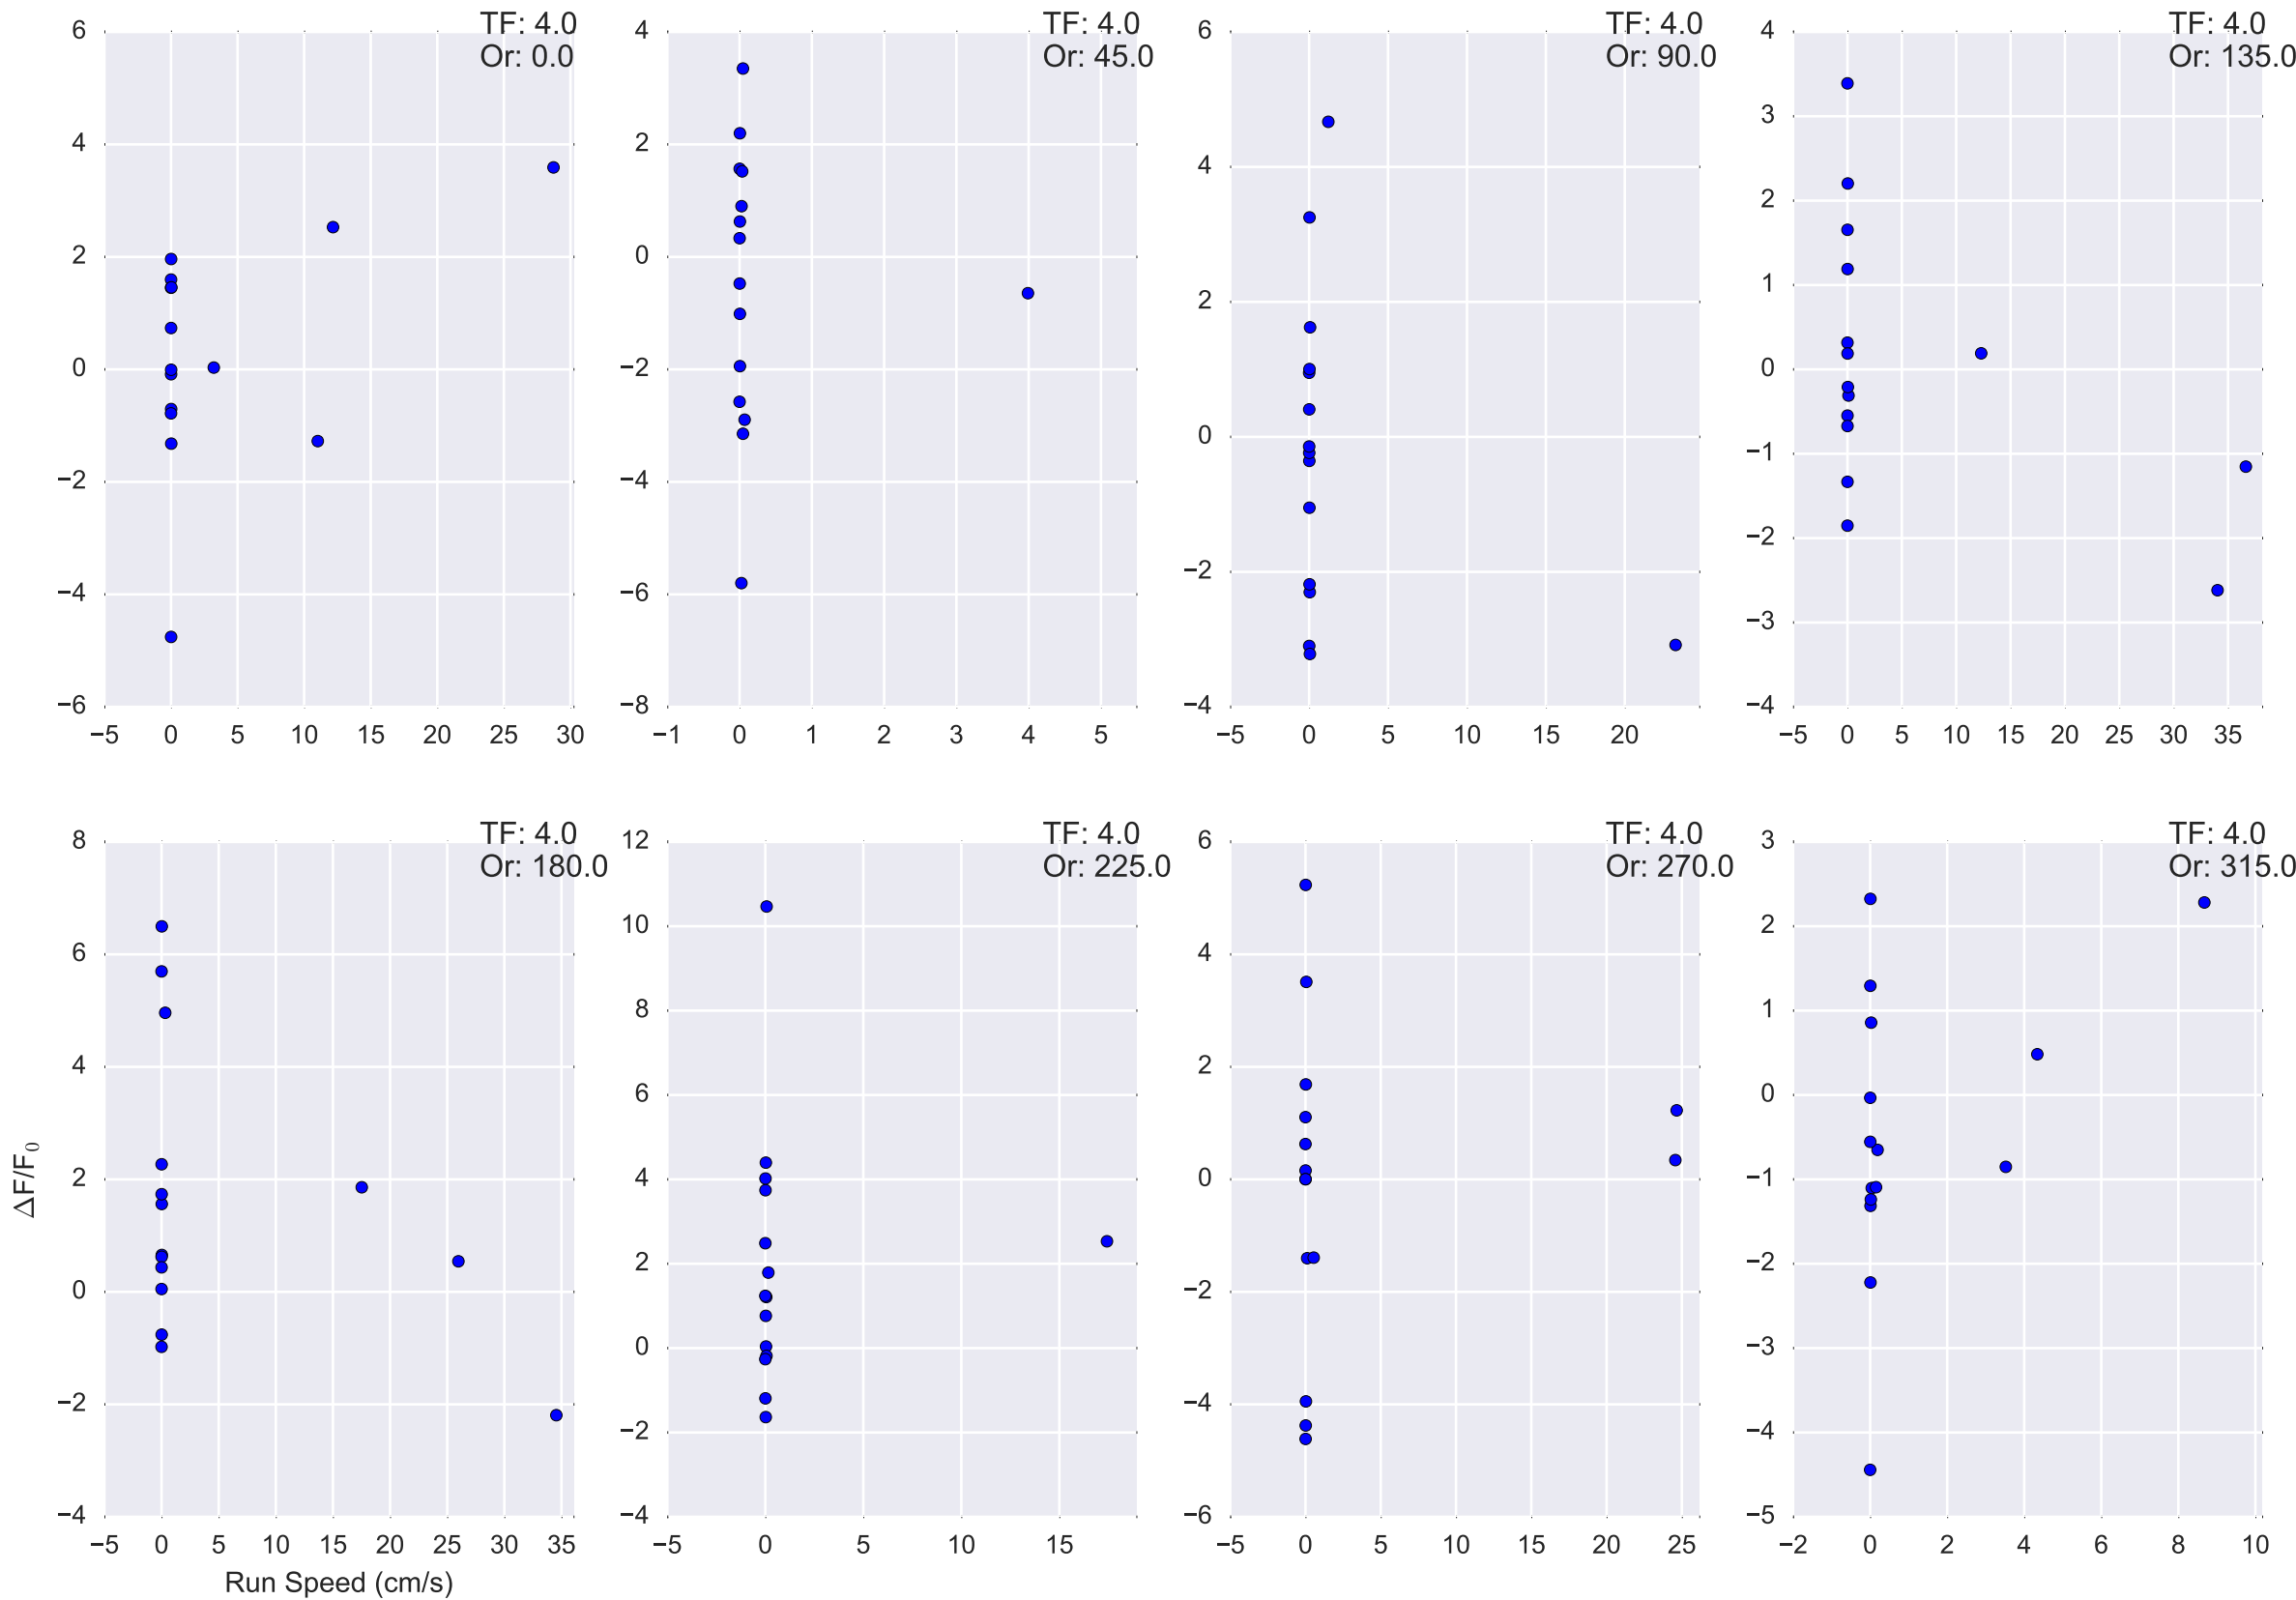 TF: 4.0
Or: 0.0
6
4
2
0
−2
−4
−6
−5 0 5 10 15 20 25 30
TF: 4.0
Or: 45.0
4
2
0
−2
−4
−6
−8
−1 0 1 2 3 4 5
TF: 4.0
Or: 90.0
6
4
2
0
−2
−4
−5 0 5 10 15 20
TF: 4.0
Or: 135.0
4
3
2
1
0
−1
−2
−3
−4
−5 0 5 10 15 20 25 30 35
TF: 4.0
Or: 180.0
8
6
4
2
0
−2
−4
−5 0 5 10 15 20 25 30 35
Run Speed (cm/s)
ΔF/F₀
TF: 4.0
Or: 225.0
12
10
8
6
4
2
0
−2
−4
−5 0 5 10 15
TF: 4.0
Or: 270.0
6
4
2
0
−2
−4
−6
−5 0 5 10 15 20 25
TF: 4.0
Or: 315.0
3
2
1
0
−1
−2
−3
−4
−5
−2 0 2 4 6 8 10